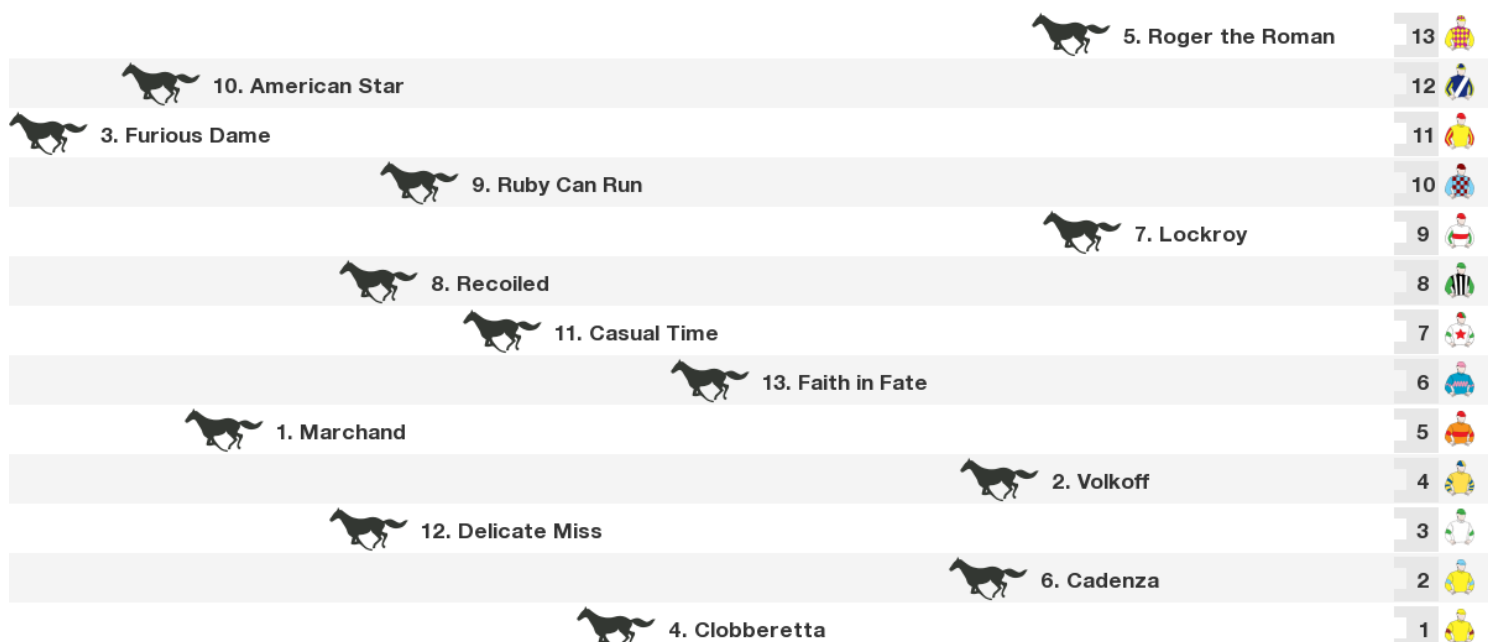 5. Roger the Roman 13
10. American Star 12
3. Furious Dame 11
9. Ruby Can Run 10
7. Lockroy 9
8. Recoiled 8
11. Casual Time 7
13. Faith in Fate 6
1. Marchand 5
2. Volkoff 4
12. Delicate Miss 3
6. Cadenza 2
4. Clobberetta 1